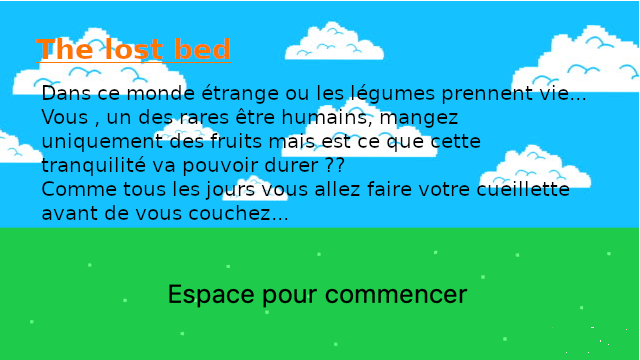 The lost bed
Dans ce monde étrange ou les légumes prennent vie...
Vous , un des rares être humains, mangez
uniquement des fruits mais est ce que cette
tranquilité va pouvoir durer ??
Comme tous les jours vous allez faire votre cueillette
avant de vous couchez...
Espace pour commencer